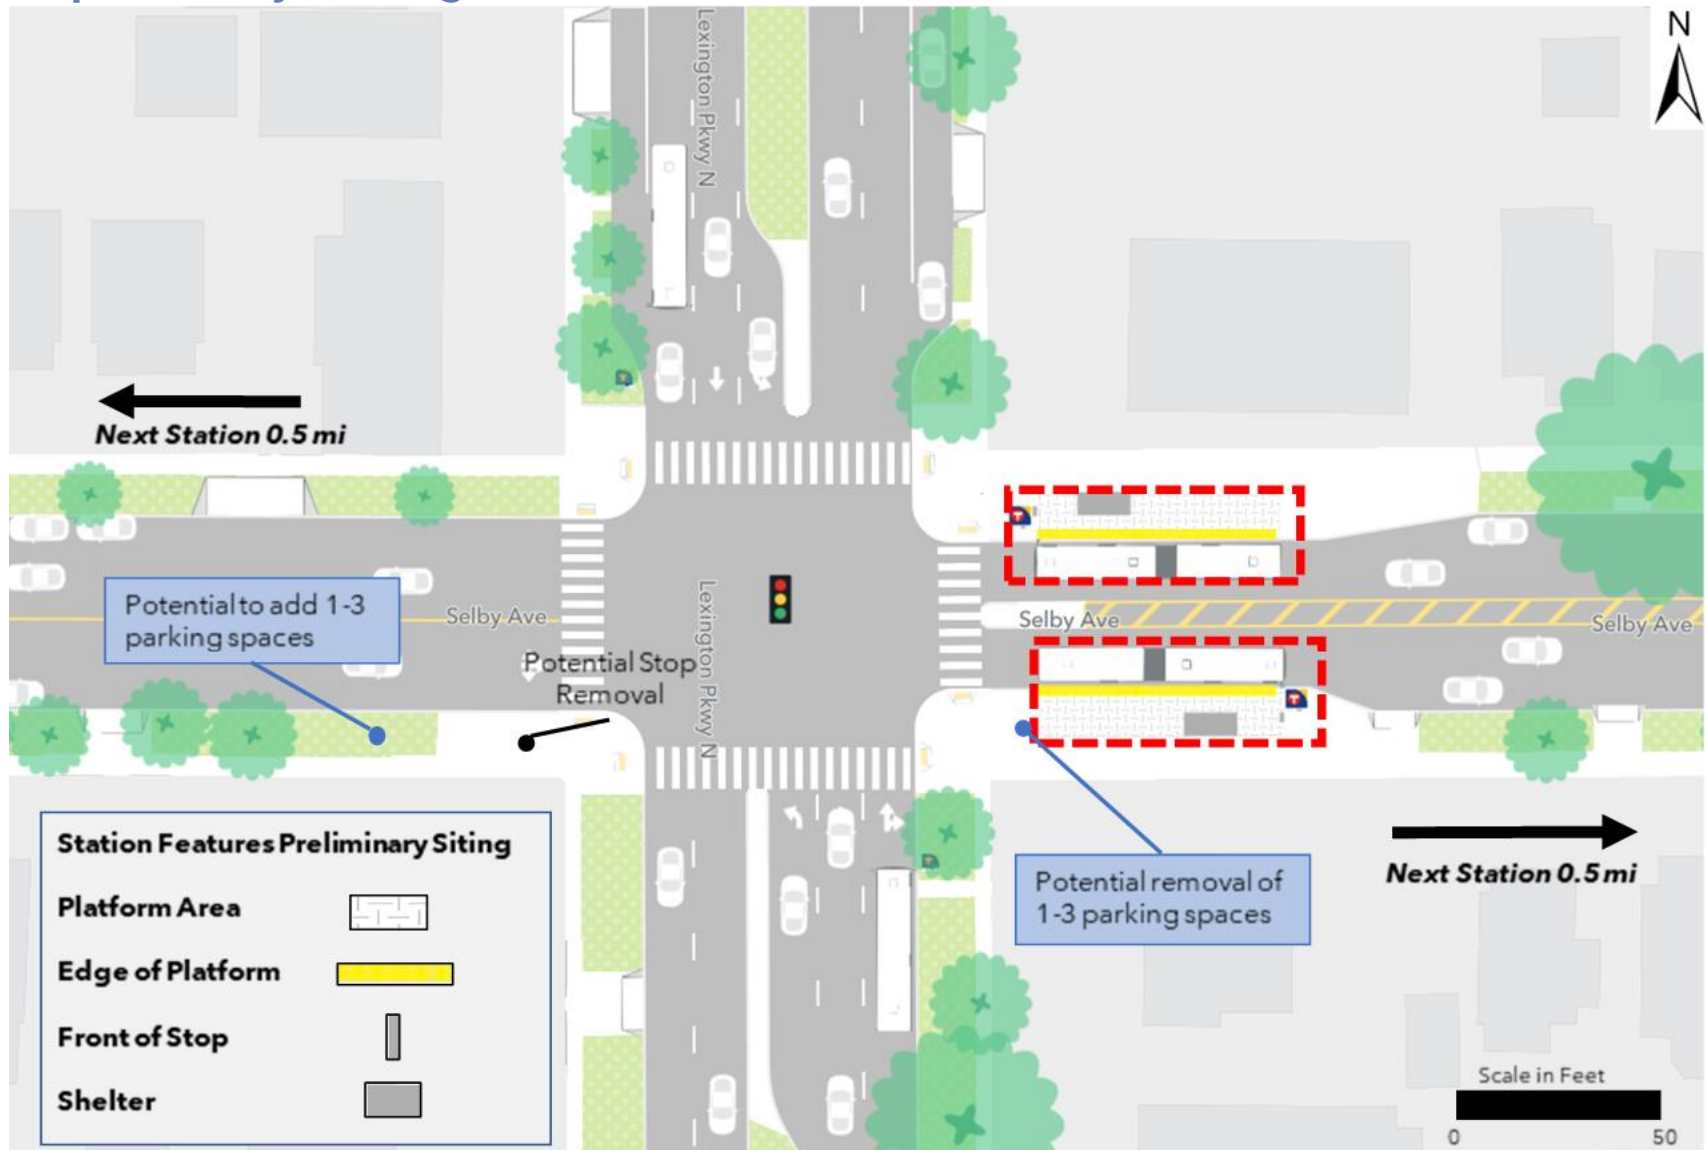 N
Lexington Pkwy N
Next Station 0.5 mi
Potential to add 1-3
parking spaces
Selby Ave
Potential Stop
Removal
Lexington Pkwy N
Selby Ave
Selby Ave
Station Features Preliminary Siting
Platform Area
Edge of Platform
Front of Stop
Shelter
Potential removal of
1-3 parking spaces
Next Station 0.5 mi
Scale in Feet
0 50